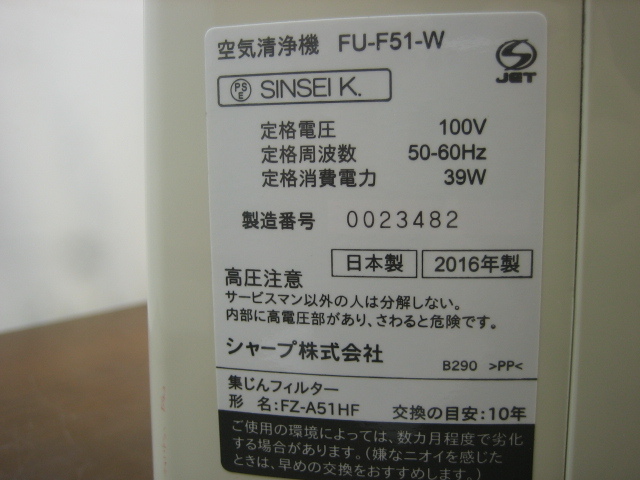 空気清浄機 FU-F51-W
JET
PSE SINSEI K.
定格電圧 100V
定格周波数 50-60Hz
定格消費電力 39W
製造番号 0023482
日本製 2016年製
高圧注意
サービスマン以外の人は分解しない。
内部に高電圧部があり、さわると危険です。
シャープ株式会社 B290 >PP<
集じんフィルター
形 名:FZ-A51HF 交換の目安:10年
ご使用の環境によっては、数カ月程度で劣化
する場合があります。(嫌なニオイを感じた
ときは、早めの交換をおすすめします。)